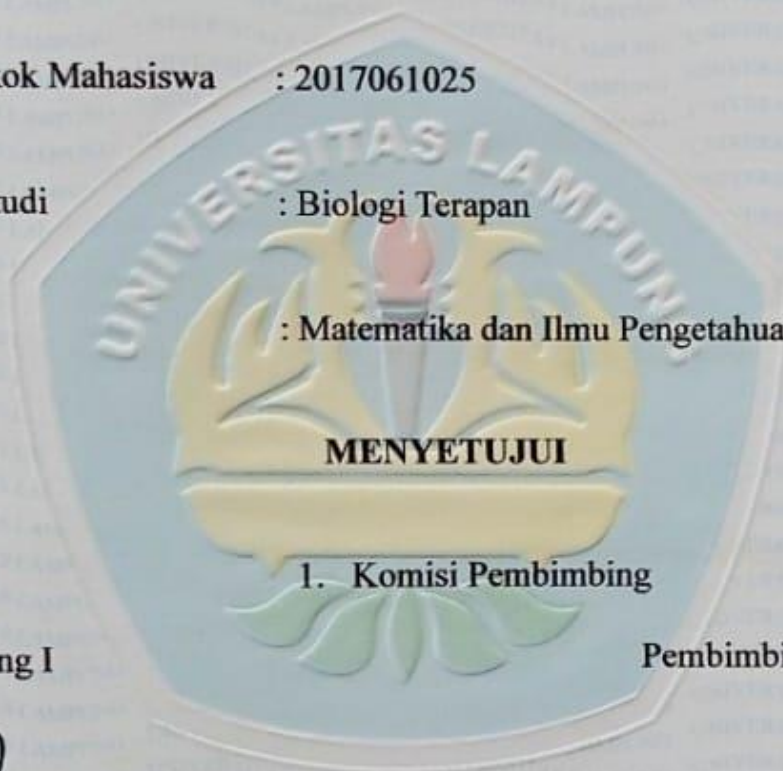 ok Mahasiswa : 2017061025
UNIVERSITAS LAMPUNG
udi : Biologi Terapan
: Matematika dan Ilmu Pengetahua
MENYETUJUI
1. Komisi Pembimbing
ng I Pembimbi